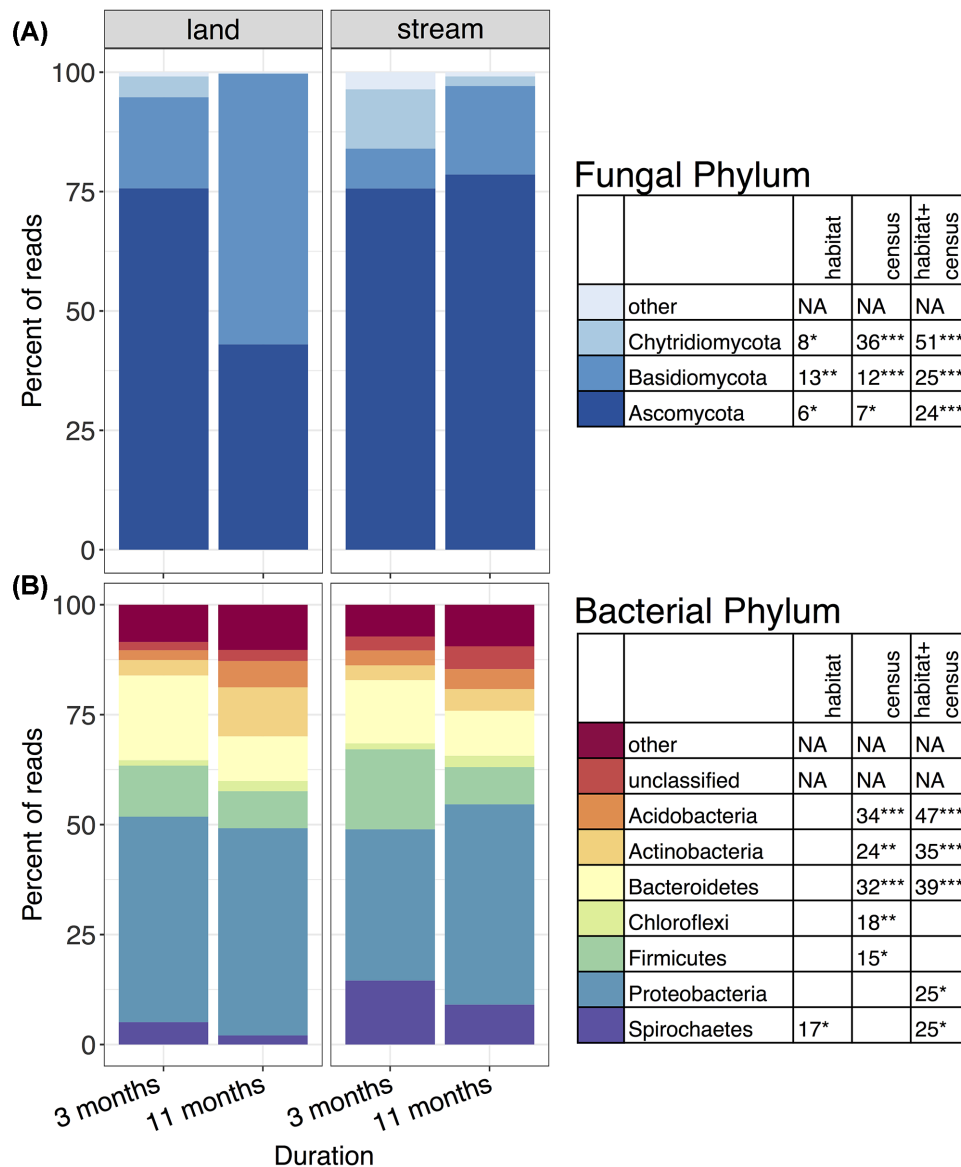 (A)
land stream
100
75
50
25
0
Percent of reads
Fungal Phylum
habitat census habitat+ census
other NA NA NA
Chytridiomycota 8* 36*** 51***
Basidiomycota 13** 12*** 25***
Ascomycota 6* 7* 24***
(B)
100
75
50
25
0
Percent of reads
Bacterial Phylum
habitat census habitat+ census
other NA NA NA
unclassified NA NA NA
Acidobacteria 34*** 47***
Actinobacteria 24** 35***
Bacteroidetes 32*** 39***
Chloroflexi 18**
Firmicutes 15*
Proteobacteria 25*
Spirochaetes 17* 25*
3 months 11 months 3 months 11 months
Duration